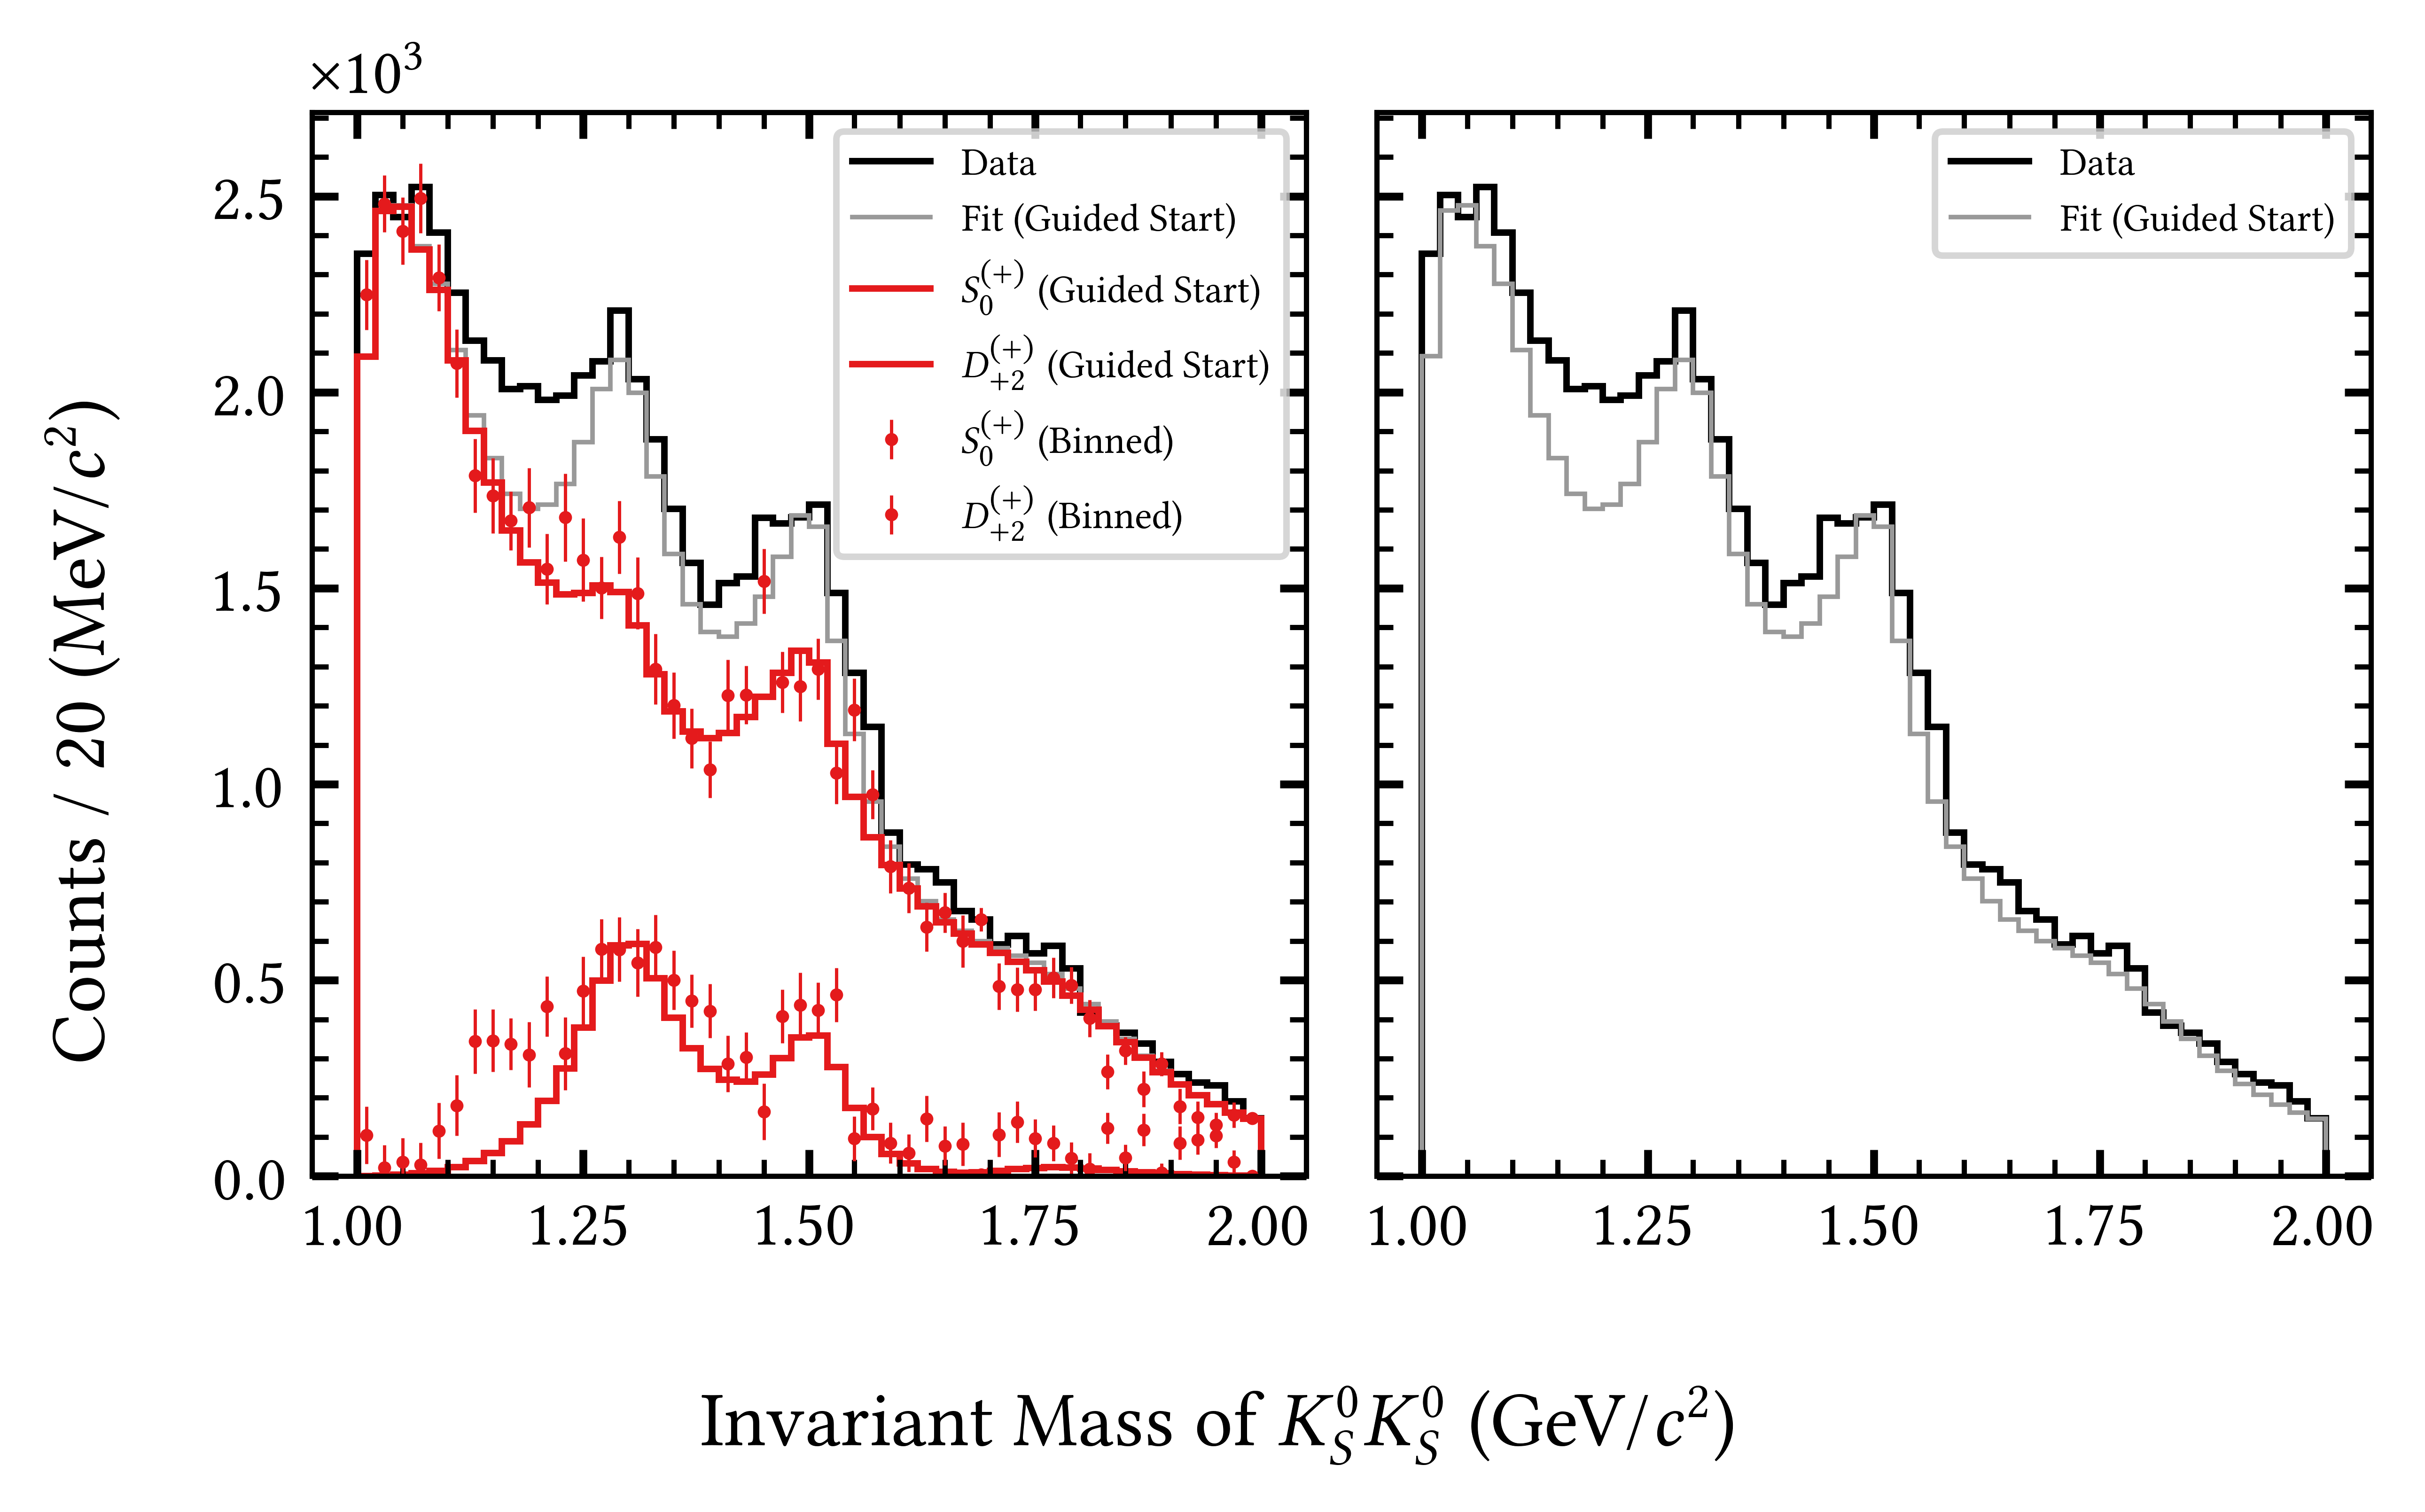 ×10³
Counts / 20 (MeV/c²)
2.5
2.0
1.5
1.0
0.5
0.0
Data
Fit (Guided Start)
S₀⁽⁺⁾ (Guided Start)
D₊₂⁽⁺⁾ (Guided Start)
S₀⁽⁺⁾ (Binned)
D₊₂⁽⁺⁾ (Binned)
1.00 1.25 1.50 1.75 2.00
Data
Fit (Guided Start)
1.00 1.25 1.50 1.75 2.00
Invariant Mass of K_S⁰K_S⁰ (GeV/c²)